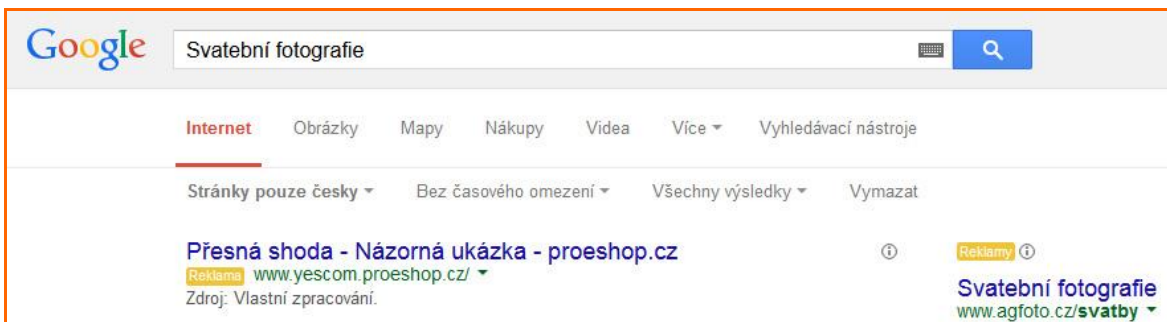 Google Svatební fotografie
Internet Obrázky Mapy Nákupy Videa Více Vyhledávací nástroje
Stránky pouze česky Bez časového omezení Všechny výsledky Vymazat
Přesná shoda - Názorná ukázka - proeshop.cz
Reklama www.yescom.proeshop.cz/
Zdroj: Vlastní zpracování.
Reklamy
Svatební fotografie
www.agfoto.cz/svatby